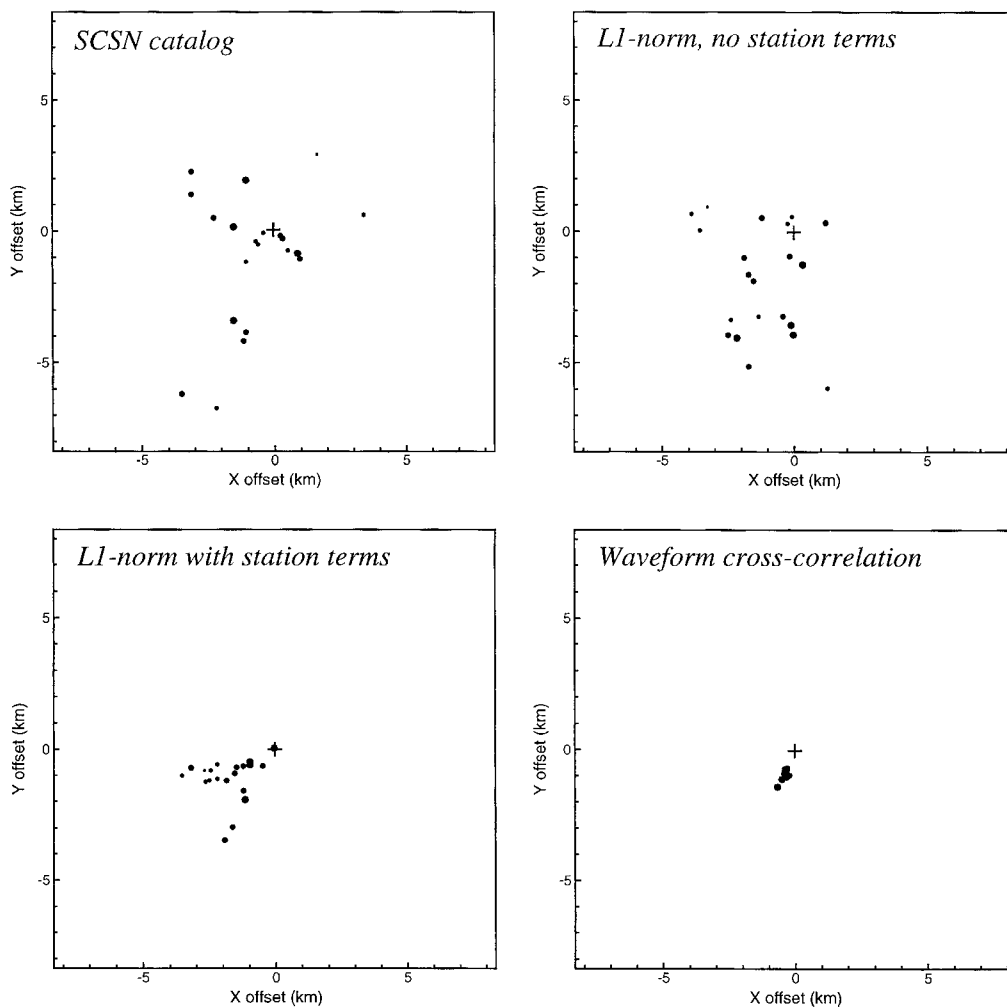 SCSN catalog
5
0
-5
Y offset (km)
-5
0
5
X offset (km)
L1-norm, no station terms
5
0
-5
Y offset (km)
-5
0
5
X offset (km)
L1-norm with station terms
5
0
-5
Y offset (km)
-5
0
5
X offset (km)
Waveform cross-correlation
5
0
-5
Y offset (km)
-5
0
5
X offset (km)